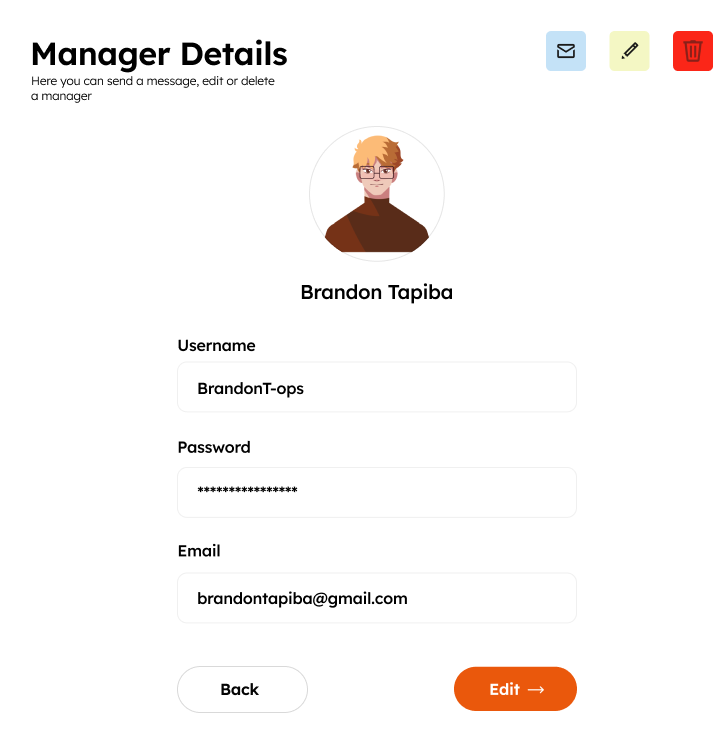 Manager Details
Here you can send a message, edit or delete
a manager
Brandon Tapiba
Username
BrandonT-ops
Password
****************
Email
brandontapiba@gmail.com
Back
Edit →